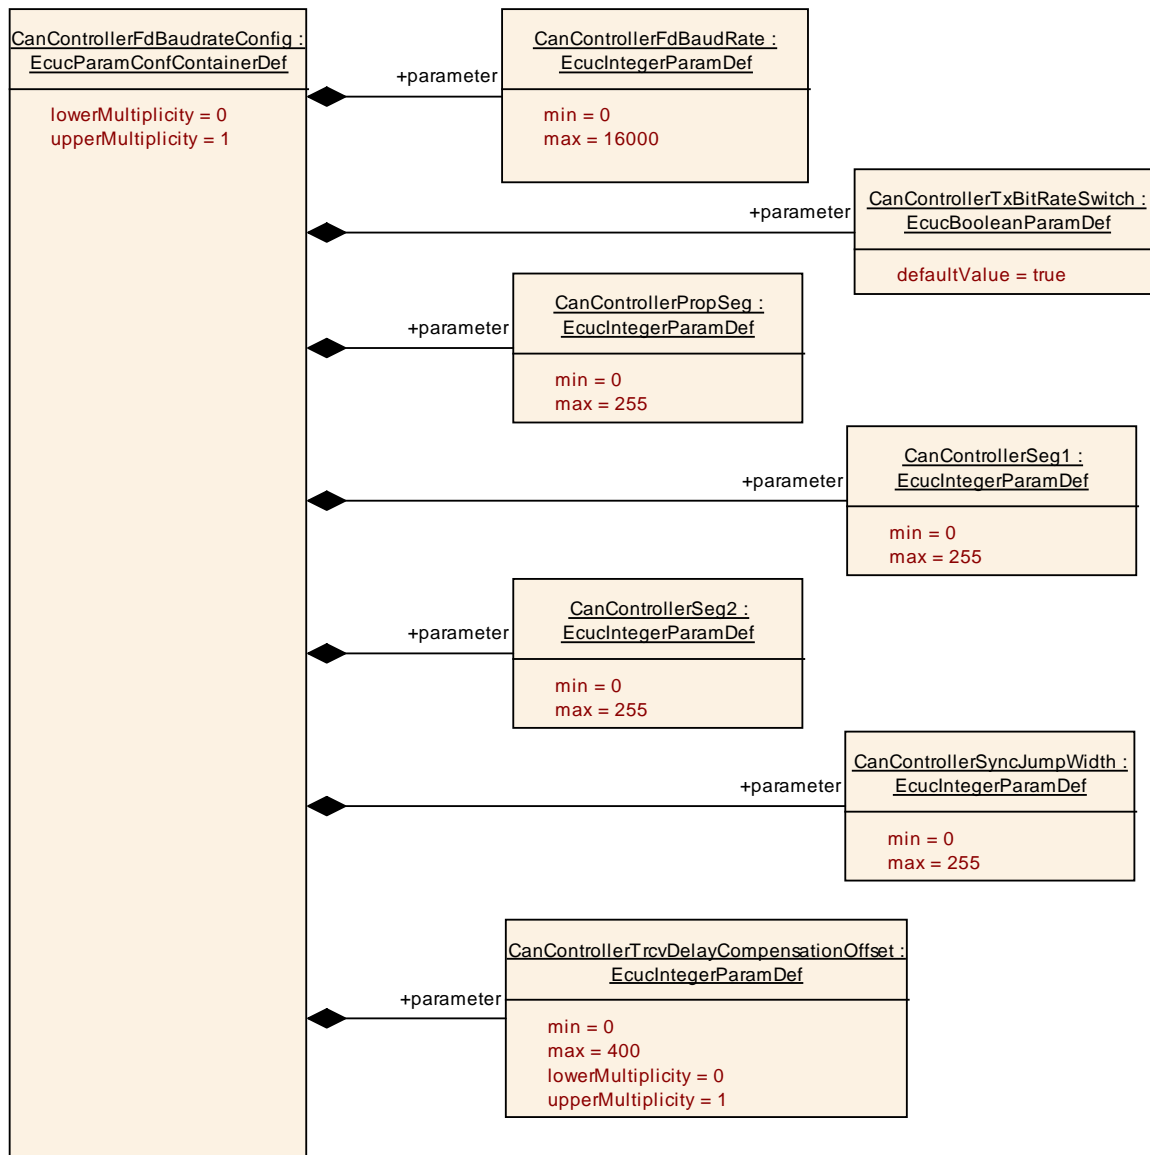 CanControllerFdBaudrateConfig :
EcucParamConfContainerDef
lowerMultiplicity = 0
upperMultiplicity = 1
+parameter
CanControllerFdBaudRate :
EcucIntegerParamDef
min = 0
max = 16000
+parameter
CanControllerTxBitRateSwitch :
EcucBooleanParamDef
defaultValue = true
+parameter
CanControllerPropSeg :
EcucIntegerParamDef
min = 0
max = 255
+parameter
CanControllerSeg1 :
EcucIntegerParamDef
min = 0
max = 255
+parameter
CanControllerSeg2 :
EcucIntegerParamDef
min = 0
max = 255
+parameter
CanControllerSyncJumpWidth :
EcucIntegerParamDef
min = 0
max = 255
+parameter
CanControllerTrcvDelayCompensationOffset :
EcucIntegerParamDef
min = 0
max = 400
lowerMultiplicity = 0
upperMultiplicity = 1